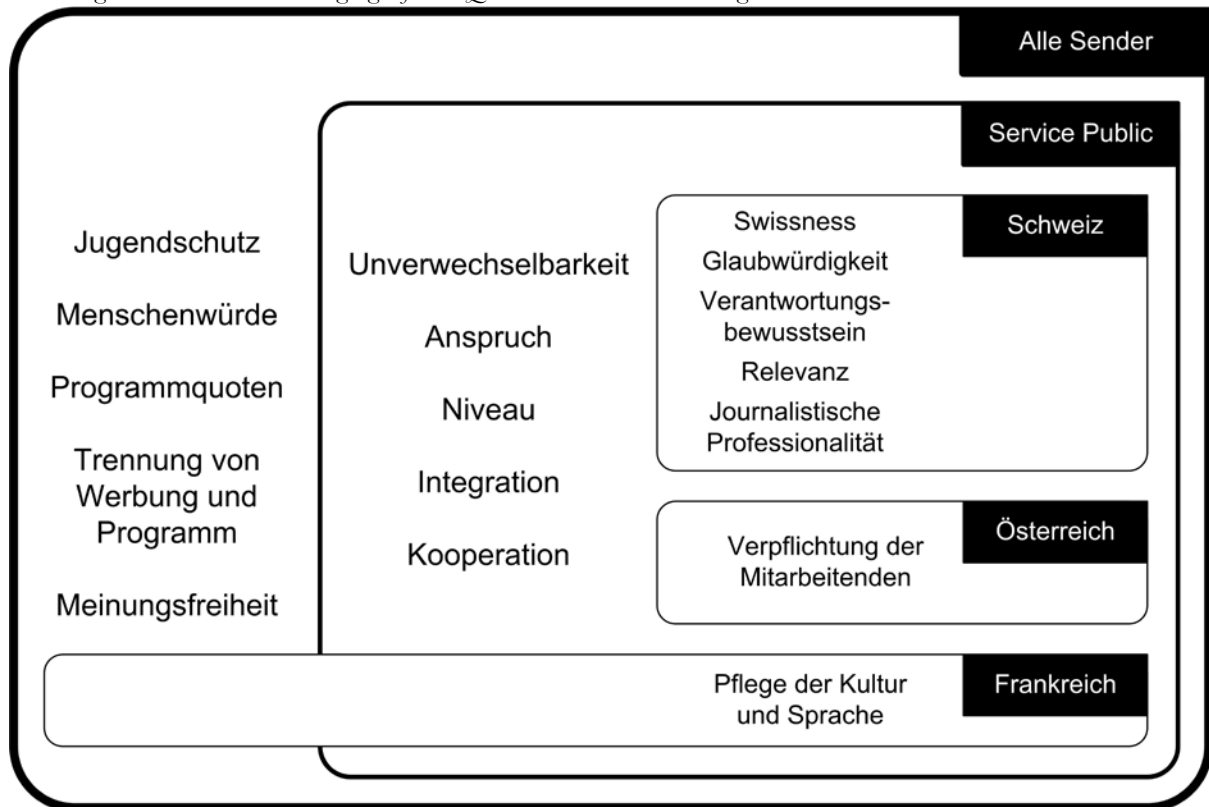 Alle Sender
Service Public
Jugendschutz
Menschenwürde
Programmquoten
Trennung von
Werbung und
Programm
Meinungsfreiheit
Unverwechselbarkeit
Anspruch
Niveau
Integration
Kooperation
Schweiz
Swissness
Glaubwürdigkeit
Verantwortungs-
bewusstsein
Relevanz
Journalistische
Professionalität
Österreich
Verpflichtung der
Mitarbeitenden
Frankreich
Pflege der Kultur
und Sprache